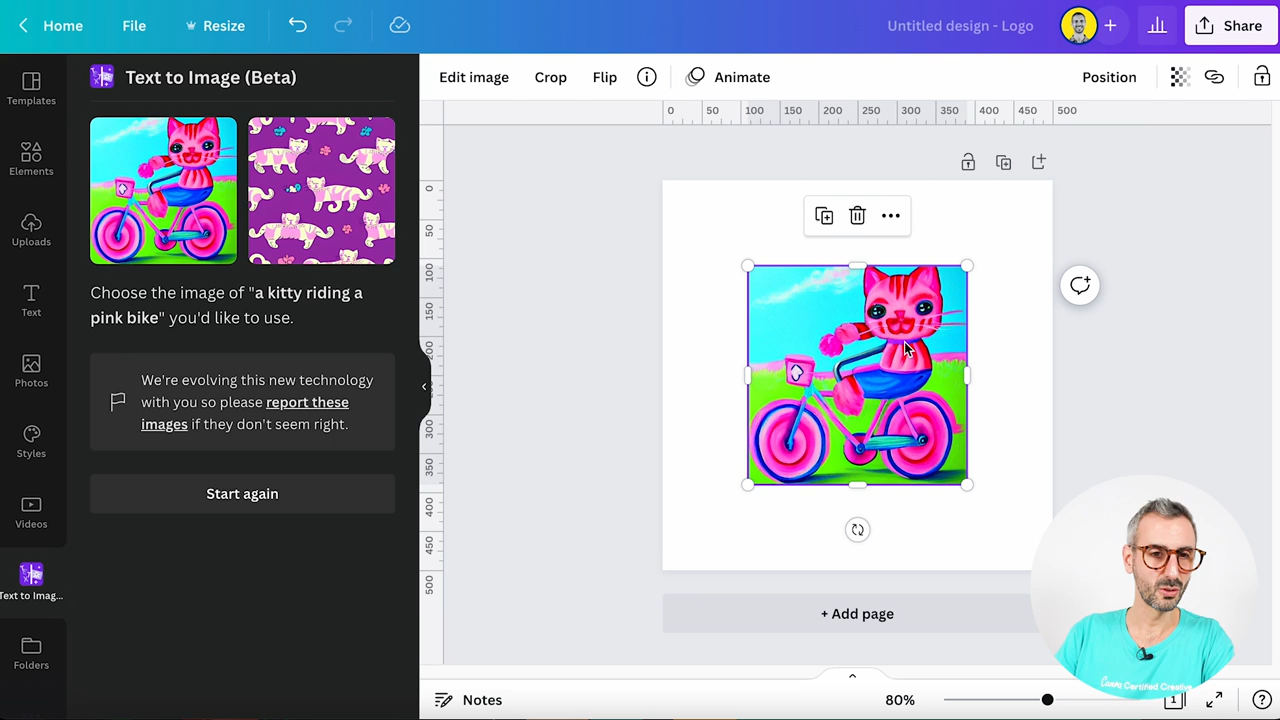 Home
File
Resize
Untitled design - Logo
Share
Templates
Elements
Uploads
Text
Photos
Styles
Videos
Text to Imag...
Folders
Text to Image (Beta)
Choose the image of "a kitty riding a
pink bike" you'd like to use.
We're evolving this new technology
with you so please report these
images if they don't seem right.
Start again
Edit image
Crop
Flip
Animate
Position
0 50 100 150 200 250 300 350 400 450 500
0
50
100
150
200
300
350
400
450
500
+ Add page
Notes
80%
1
Canva Certified Creative